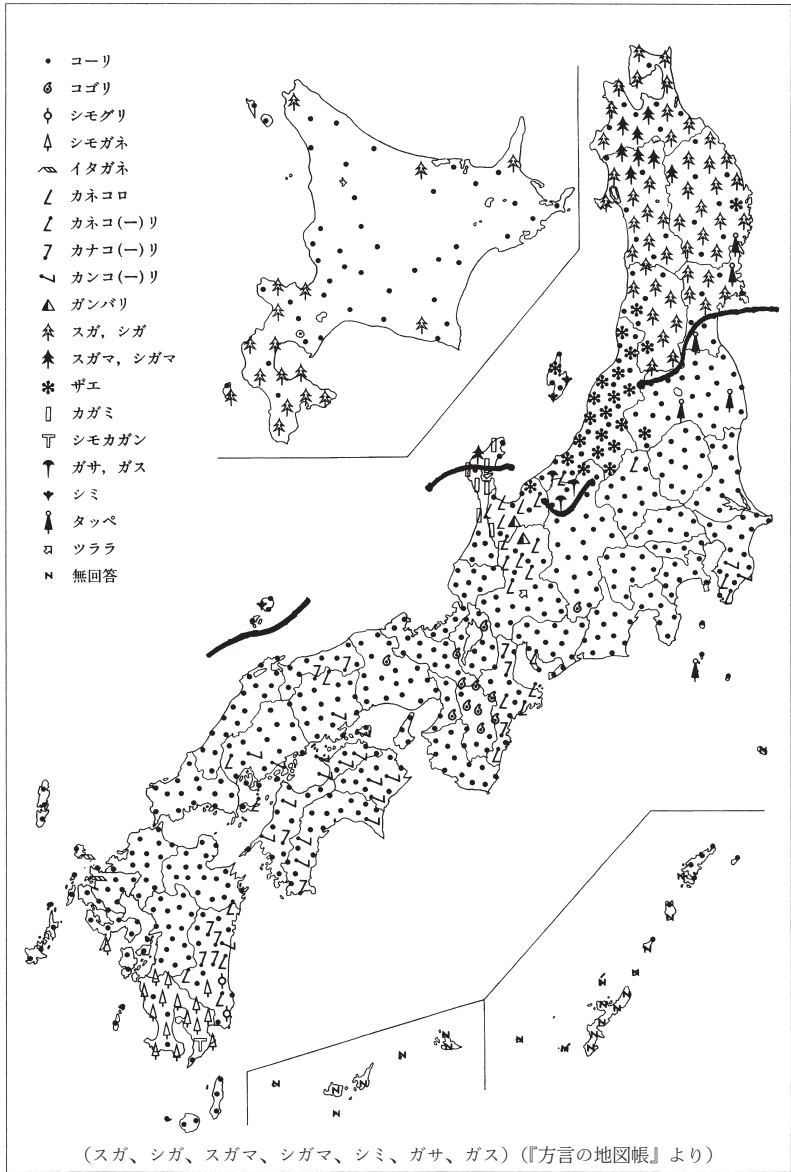 コーリ
コゴリ
シモグリ
シモガネ
イタガネ
カネコロ
カネコ(ー)リ
カナコ(ー)リ
カンコ(ー)リ
ガンバリ
スガ，シガ
スガマ，シガマ
ザエ
カガミ
シモカガン
ガサ，ガス
シミ
タッペ
ツララ
無回答
(スガ、シガ、スガマ、シガマ、シミ、ガサ、ガス)(『方言の地図帳』より)